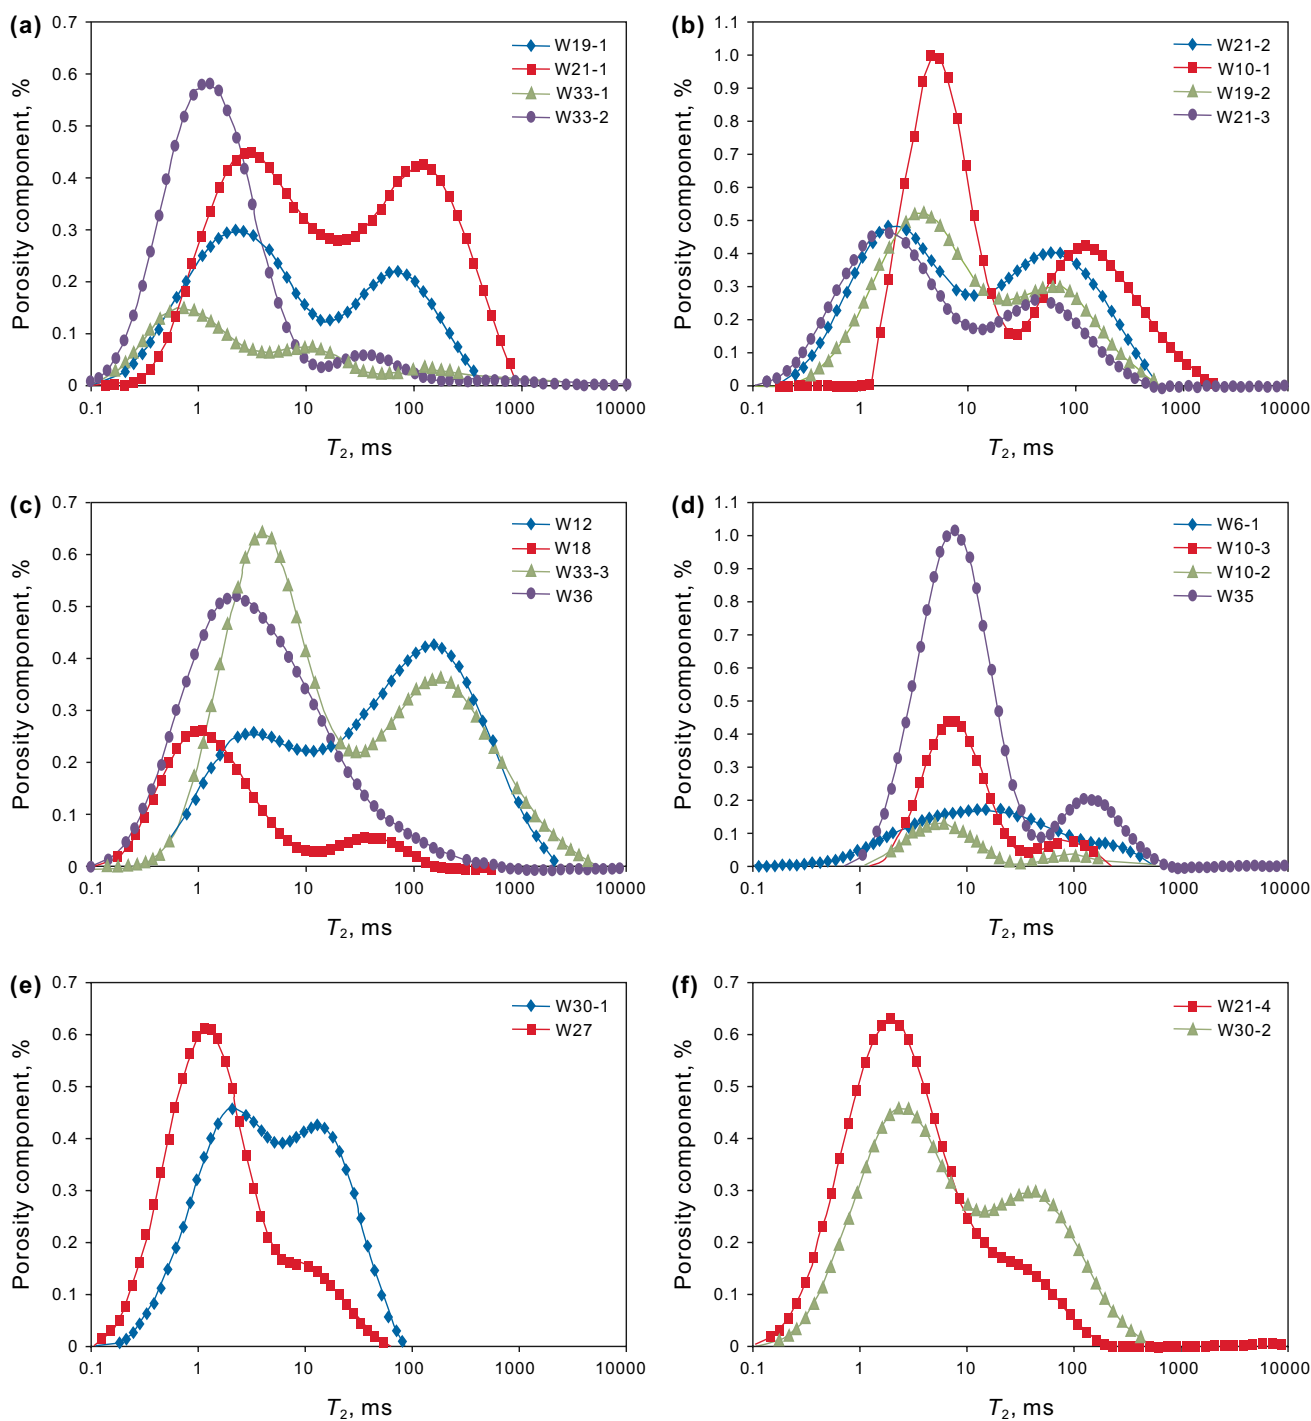 (a)
0.7
0.6
0.5
0.4
0.3
0.2
0.1
0
Porosity component, %
W19-1
W21-1
W33-1
W33-2
0.1 1 10 100 1000 10000
T2, ms
(b)
1.1
1.0
0.9
0.8
0.7
0.6
0.5
0.4
0.3
0.2
0.1
0
Porosity component, %
W21-2
W10-1
W19-2
W21-3
0.1 1 10 100 1000 10000
T2, ms
(c)
0.7
0.6
0.5
0.4
0.3
0.2
0.1
0
Porosity component, %
W12
W18
W33-3
W36
0.1 1 10 100 1000 10000
T2, ms
(d)
1.1
1.0
0.9
0.8
0.7
0.6
0.5
0.4
0.3
0.2
0.1
0
Porosity component, %
W6-1
W10-3
W10-2
W35
0.1 1 10 100 1000 10000
T2, ms
(e)
0.7
0.6
0.5
0.4
0.3
0.2
0.1
0
Porosity component, %
W30-1
W27
0.1 1 10 100 1000 10000
T2, ms
(f)
0.7
0.6
0.5
0.4
0.3
0.2
0.1
0
Porosity component, %
W21-4
W30-2
0.1 1 10 100 1000 10000
T2, ms